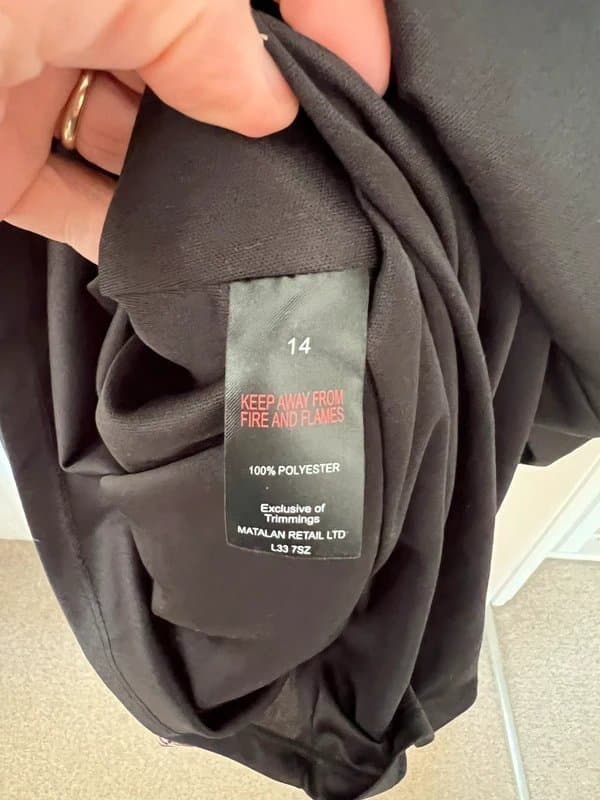 14
KEEP AWAY FROM
FIRE AND FLAMES
100% POLYESTER
Exclusive of
Trimmings
MATALAN RETAIL LTD
L33 7SZ